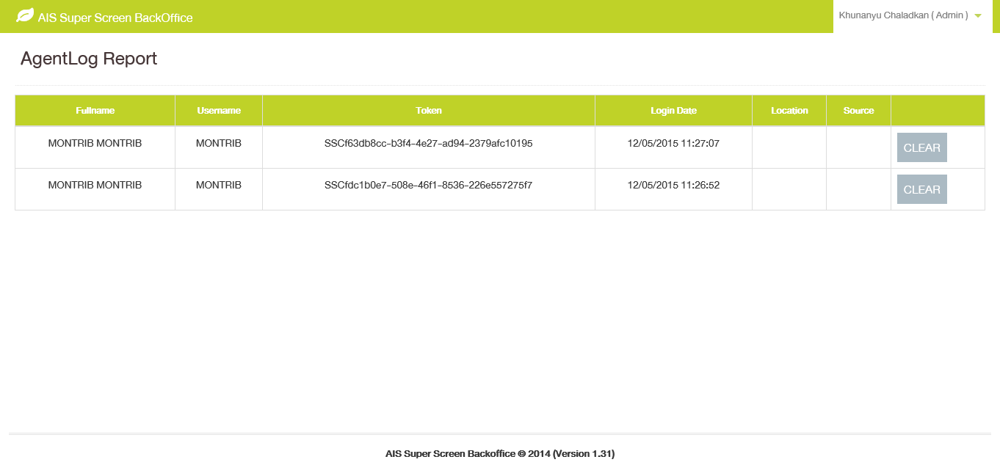 AIS Super Screen BackOffice
Khunanyu Chaladkan ( Admin )
AgentLog Report
Fullname Username Token Login Date Location Source
MONTRIB MONTRIB MONTRIB SSCf63db8cc-b3f4-4e27-ad94-2379afc10195 12/05/2015 11:27:07 CLEAR
MONTRIB MONTRIB MONTRIB SSCfdc1b0e7-508e-46f1-8536-226e557275f7 12/05/2015 11:26:52 CLEAR
AIS Super Screen Backoffice © 2014 (Version 1.31)